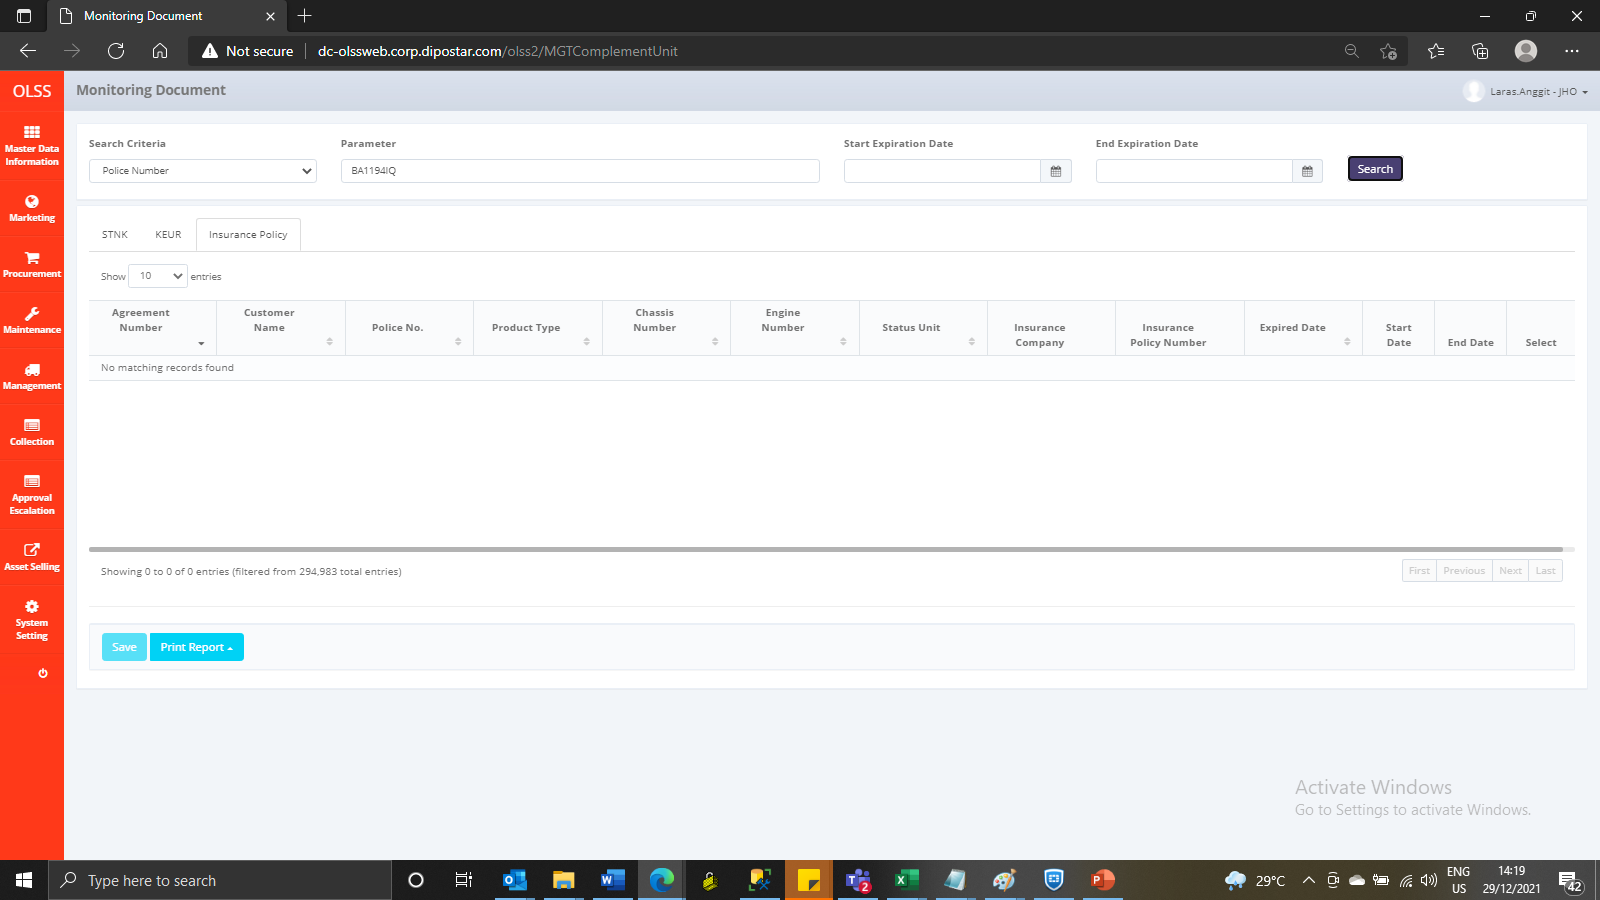 Monitoring Document
Not secure
dc-olssweb.corp.dipostar.com/olss2/MGTComplementUnit
OLSS
Monitoring Document
Laras.Anggit - JHO
Master Data
Information
Marketing
Procurement
Maintenance
Management
Collection
Approval
Escalation
Asset Selling
System
Setting
Search Criteria
Parameter
Start Expiration Date
End Expiration Date
Police Number
BA1194IQ
Search
STNK
KEUR
Insurance Policy
Show 10 entries
Agreement
Number
Customer
Name
Police No.
Product Type
Chassis
Number
Engine
Number
Status Unit
Insurance
Company
Insurance
Policy Number
Expired Date
Start
Date
End Date
Select
No matching records found
Showing 0 to 0 of 0 entries (filtered from 294,983 total entries)
First
Previous
Next
Last
Save
Print Report
Activate Windows
Go to Settings to activate Windows.
Type here to search
2
29°C
ENG
US
14:19
29/12/2021
42